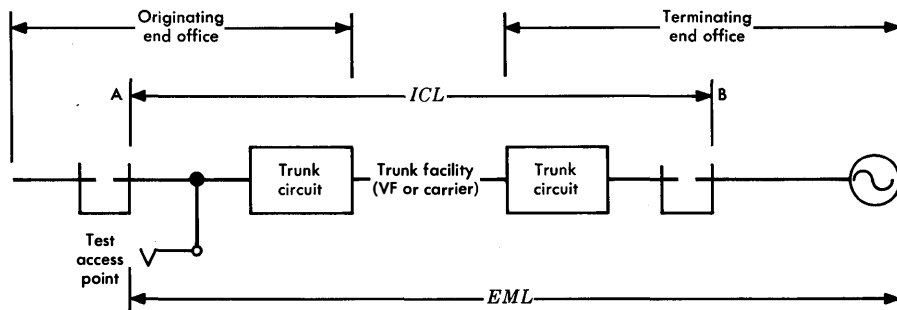 Originating
end office
Terminating
end office
A
ICL
B
Trunk
circuit
Trunk facility
(VF or carrier)
Trunk
circuit
Test
access
point
EML